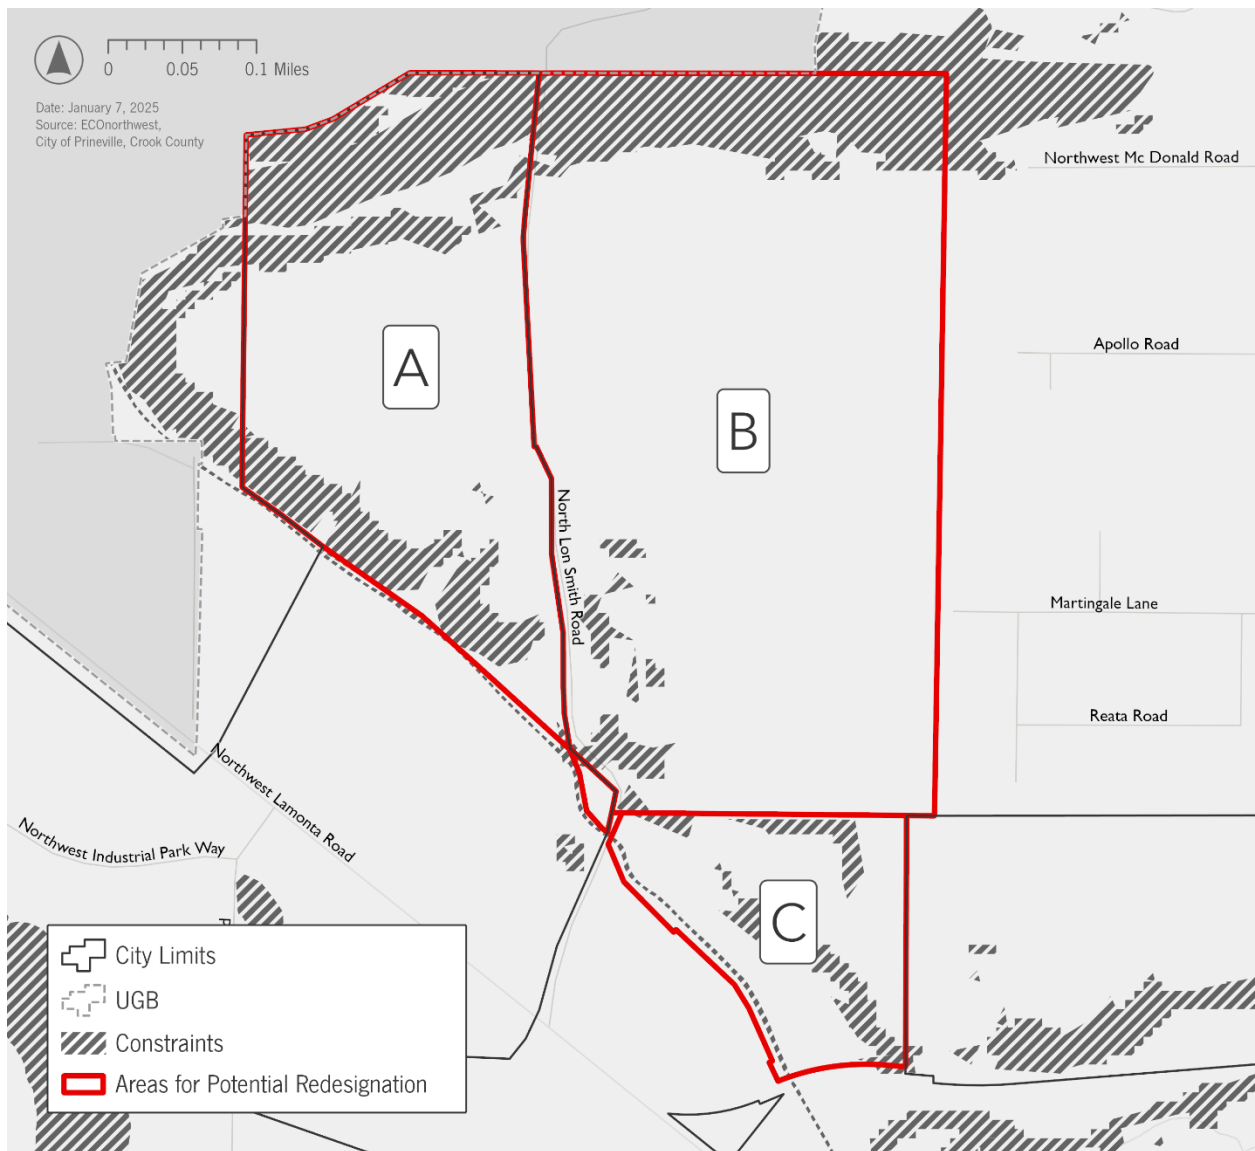 0 0.05 0.1 Miles
Date: January 7, 2025
Source: ECOnorthwest,
City of Prineville, Crook County
Northwest Mc Donald Road
Apollo Road
A
B
North Lon Smith Road
Martingale Lane
Reata Road
Northwest Lamonta Road
Northwest Industrial Park Way
C
City Limits
UGB
Constraints
Areas for Potential Redesignation